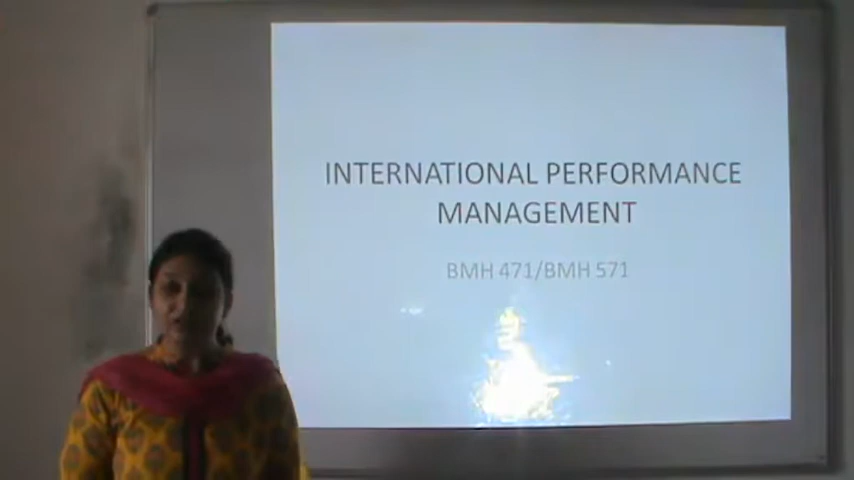 INTERNATIONAL PERFORMANCE
MANAGEMENT
BMH 471/BMH 571